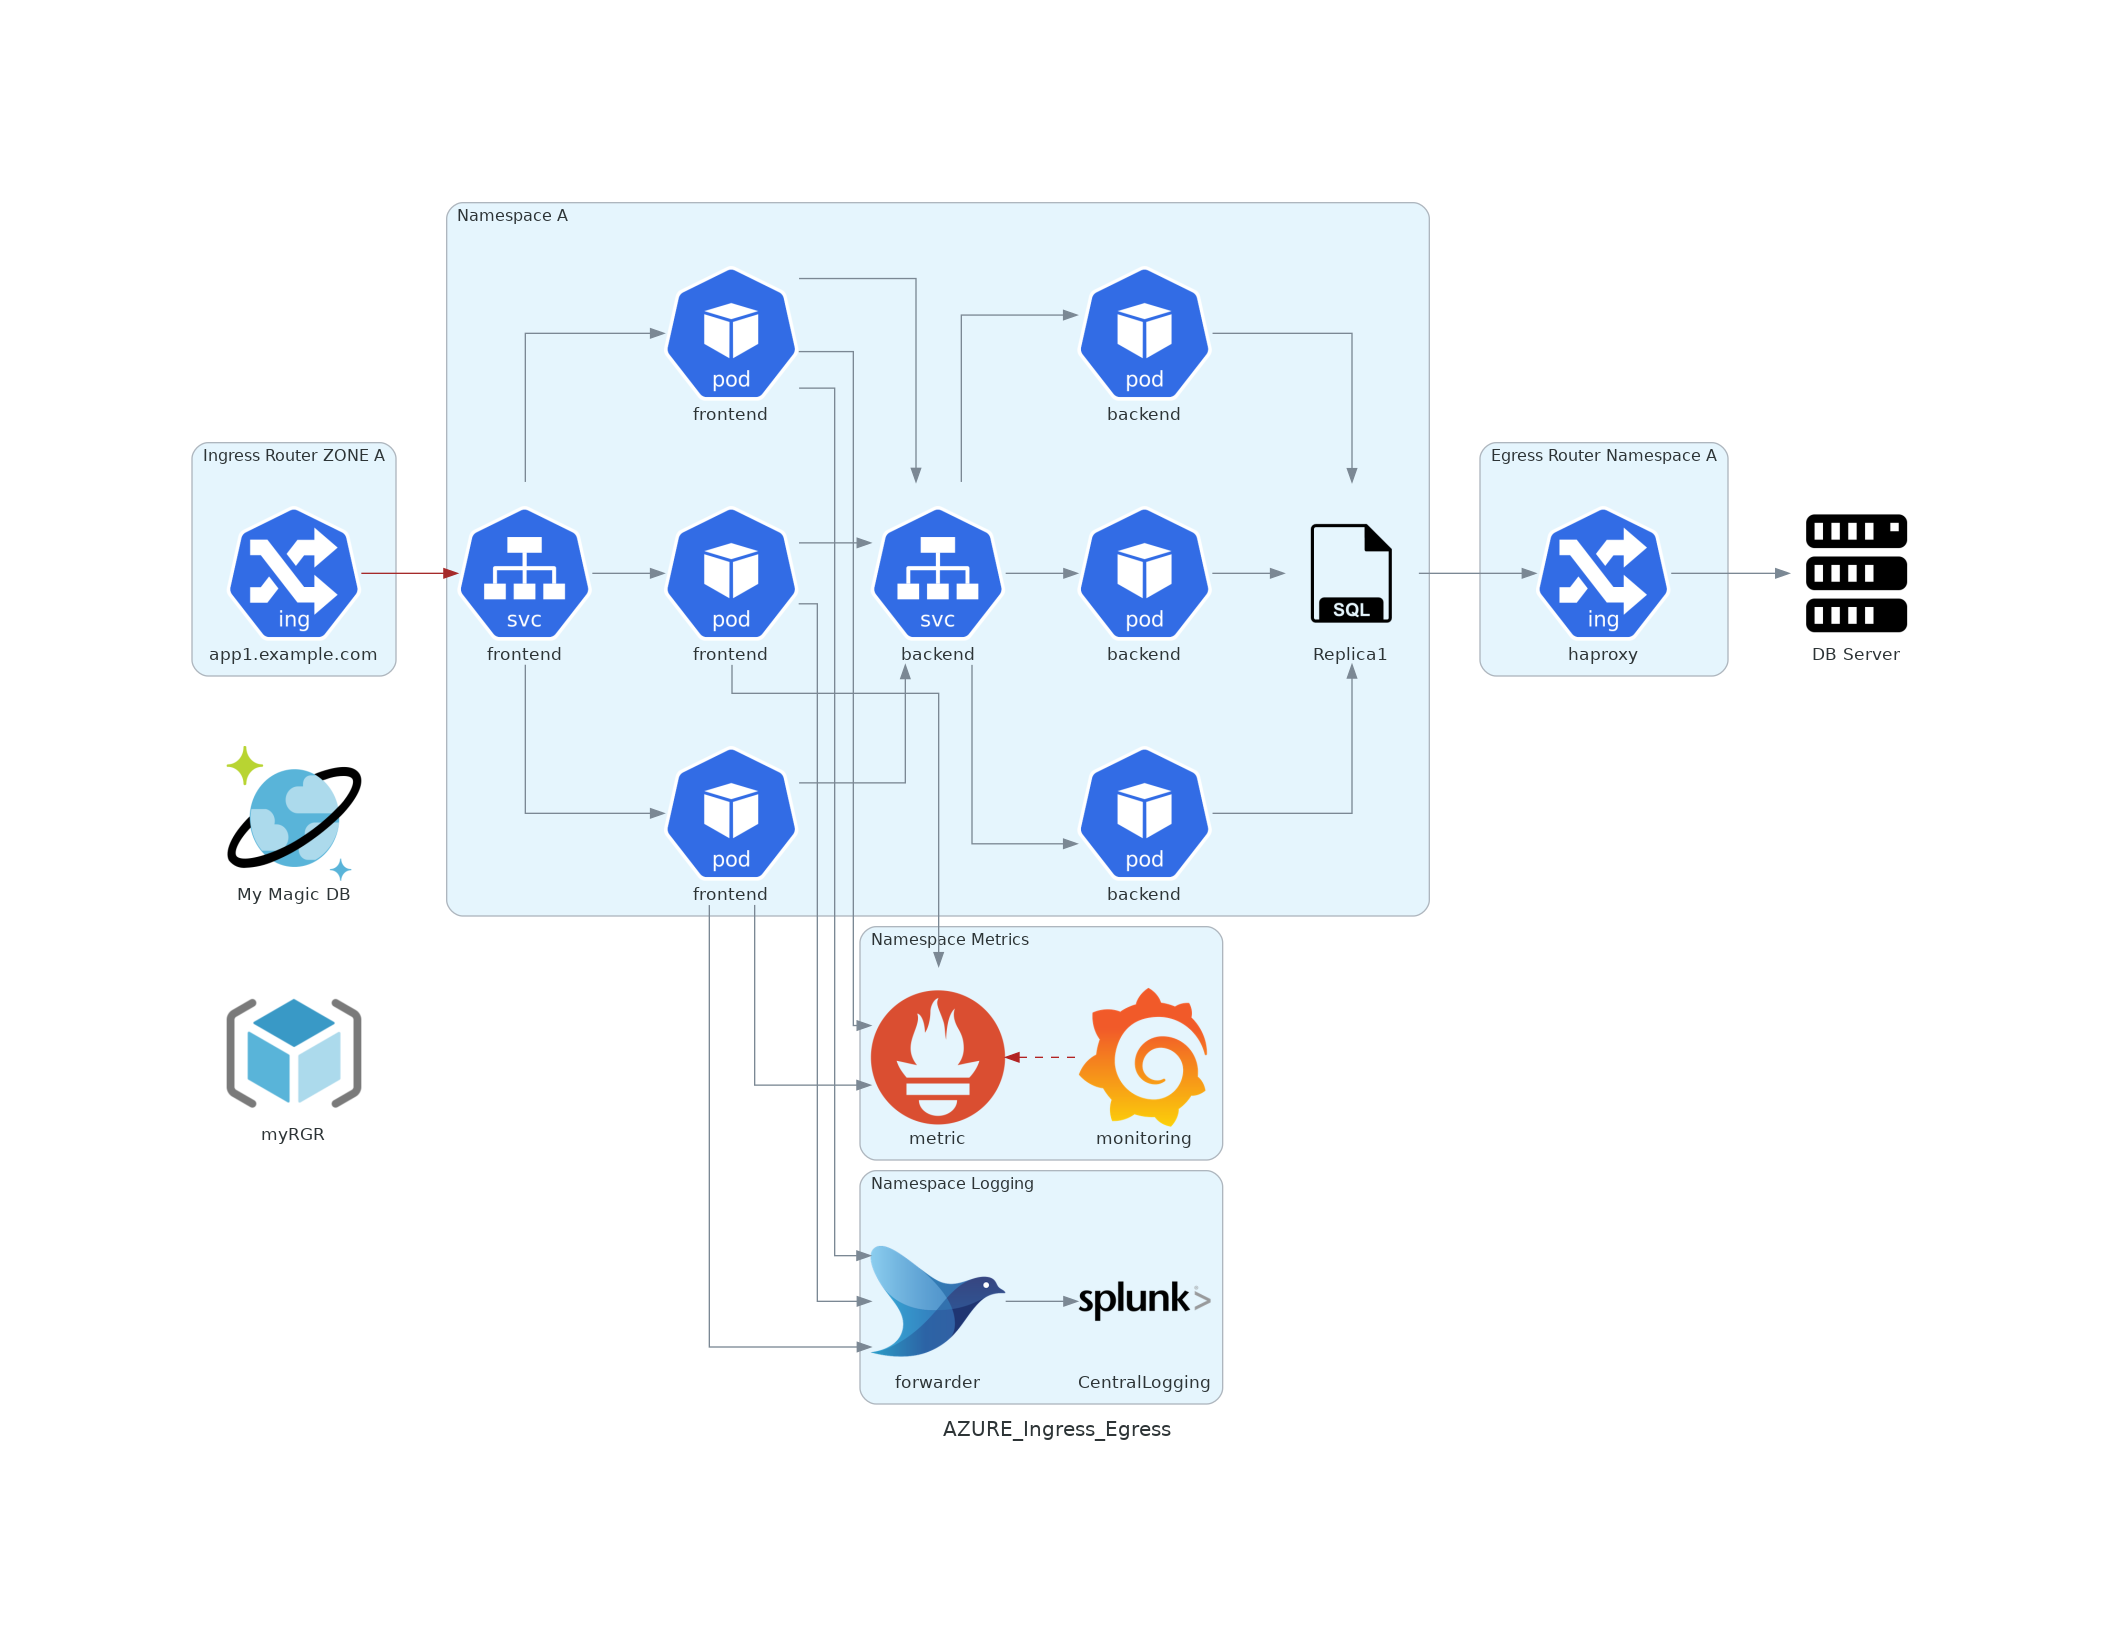 Namespace A
pod
frontend
pod
backend
Ingress Router ZONE A
ing
app1.example.com
svc
frontend
pod
frontend
svc
backend
pod
backend
SQL
Replica1
Egress Router Namespace A
ing
haproxy
DB Server
My Magic DB
pod
frontend
pod
backend
Namespace Metrics
metric
monitoring
myRGR
Namespace Logging
splunk>
forwarder
CentralLogging
AZURE_Ingress_Egress